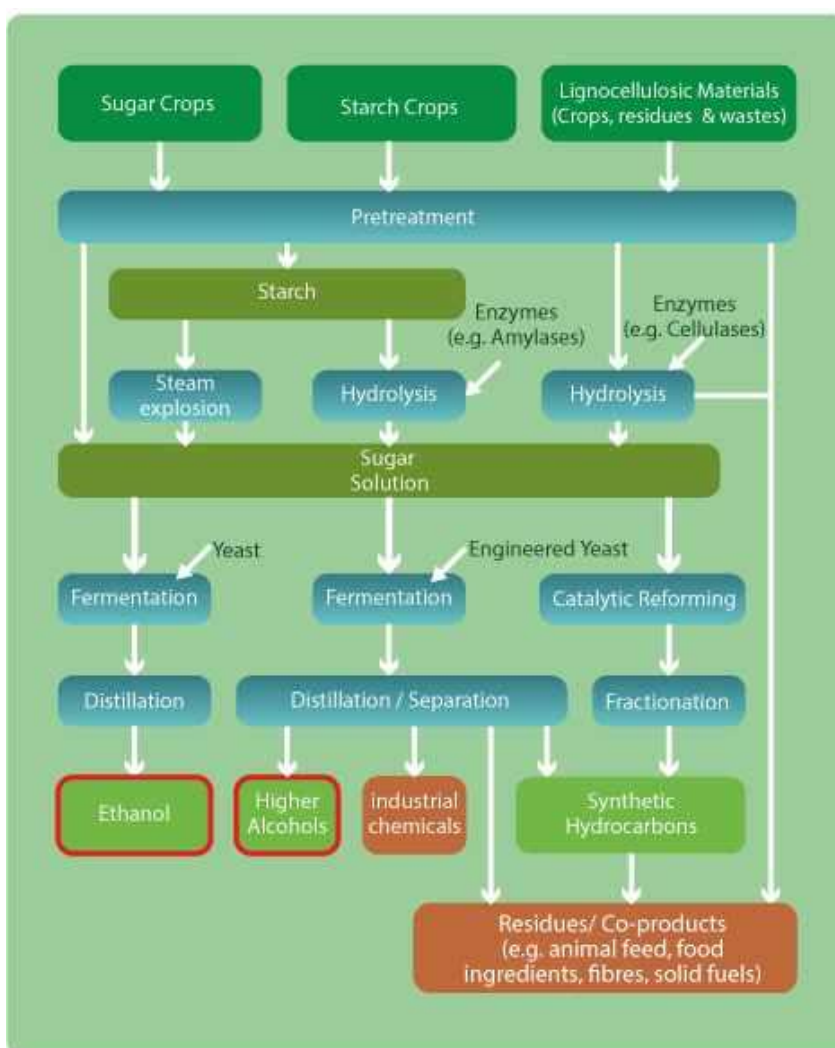 Sugar Crops
Starch Crops
Lignocellulosic Materials
(Crops, residues & wastes)
Pretreatment
Starch
Enzymes
(e.g. Amylases)
Enzymes
(e.g. Cellulases)
Steam
explosion
Hydrolysis
Hydrolysis
Sugar
Solution
Yeast
Engineered Yeast
Fermentation
Fermentation
Catalytic Reforming
Distillation
Distillation / Separation
Fractionation
Ethanol
Higher
Alcohols
industrial
chemicals
Synthetic
Hydrocarbons
Residues/ Co-products
(e.g. animal feed, food
ingredients, fibres, solid fuels)